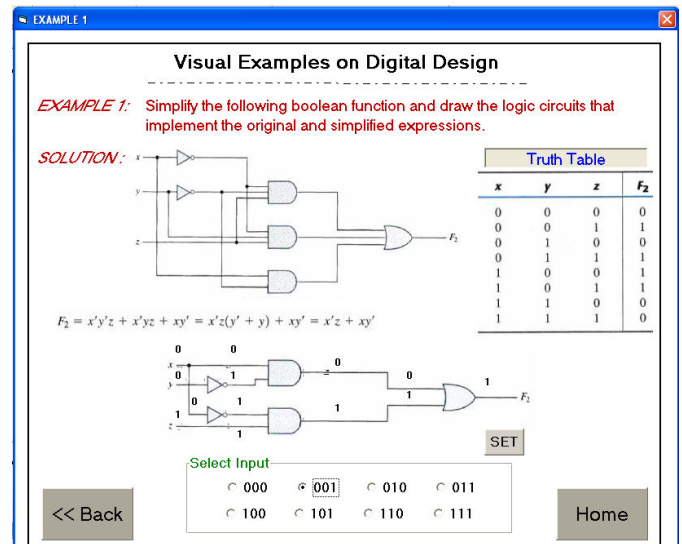 EXAMPLE 1
Visual Examples on Digital Design
EXAMPLE 1: Simplify the following boolean function and draw the logic circuits that
implement the original and simplified expressions.
SOLUTION :
x
y
z
F₂
Truth Table
x y z F₂
0 0 0 0
0 0 1 1
0 1 0 0
0 1 1 1
1 0 0 1
1 0 1 1
1 1 0 0
1 1 1 0
F₂ = x'y'z + x'yz + xy' = x'z(y' + y) + xy' = x'z + xy'
0 0
x 0 0
0 1 1
y
0 1 1
1 1
z
1
F₂
SET
Select Input
000 001 010 011
100 101 110 111
<< Back
Home